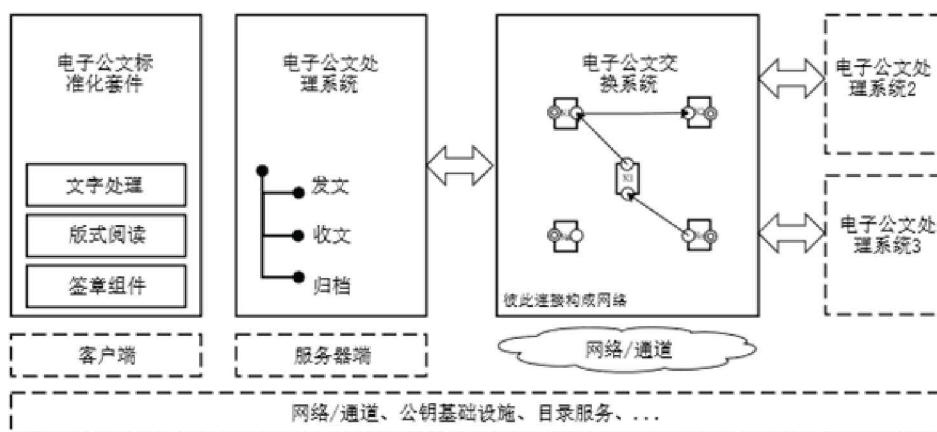 电子公文标
准化套件
文字处理
版式阅读
签章组件
客户端
电子公文处
理系统
发文
收文
归档
服务器端
电子公文交
换系统
彼此连接构成网络
网络/通道
电子公文处
理系统2
电子公文处
理系统3
网络/通道、公钥基础设施、目录服务、...